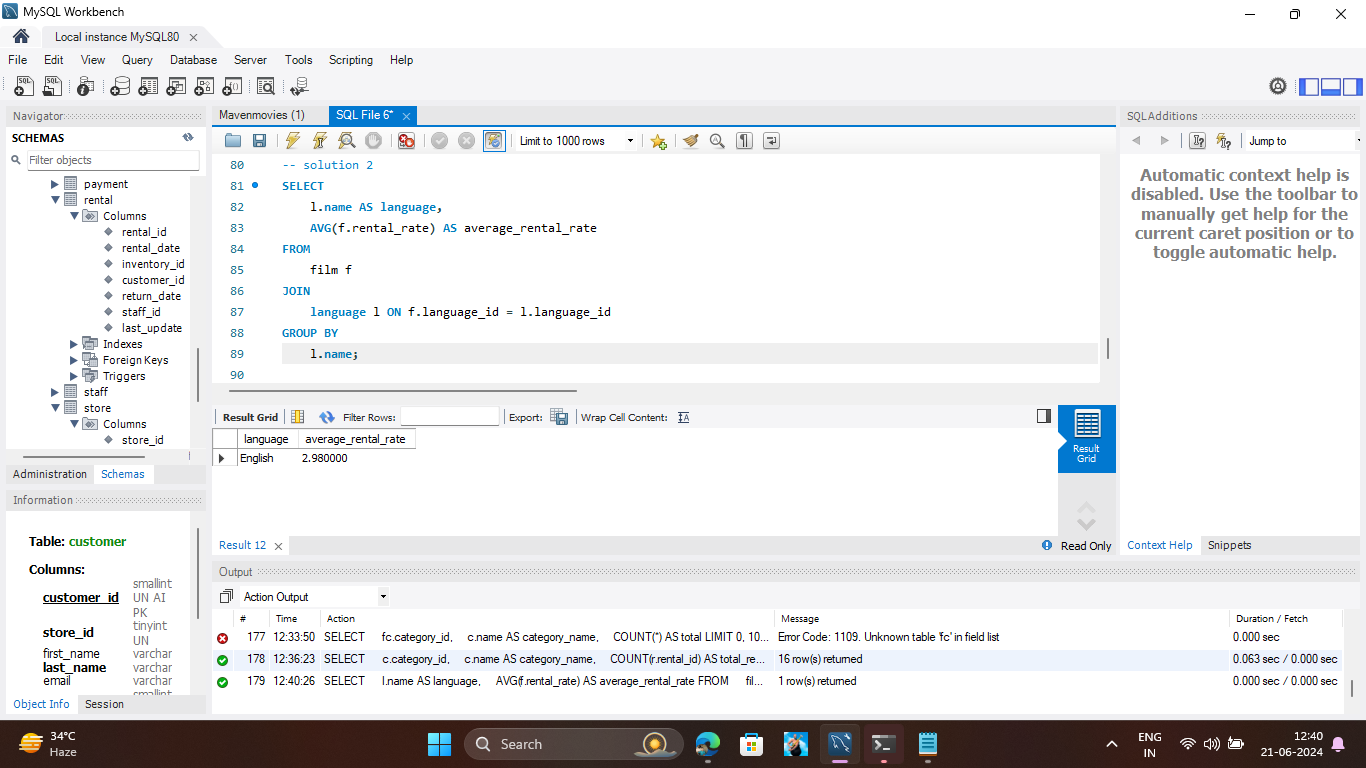 MySQL Workbench
Local instance MySQL80
File Edit View Query Database Server Tools Scripting Help
Navigator
SCHEMAS
Filter objects
payment
rental
Columns
rental_id
rental_date
inventory_id
customer_id
return_date
staff_id
last_update
Indexes
Foreign Keys
Triggers
staff
store
Columns
store_id
Administration Schemas
Information
Table: customer
Columns:
smallint
customer_id UN AI
PK
tinyint
store_id UN
first_name varchar
last_name varchar
email varchar
smallint
Object Info Session
Mavenmovies (1) SQL File 6*
Limit to 1000 rows
80 -- solution 2
81 SELECT
82 l.name AS language,
83 AVG(f.rental_rate) AS average_rental_rate
84 FROM
85 film f
86 JOIN
87 language l ON f.language_id = l.language_id
88 GROUP BY
89 l.name;
90
Result Grid Filter Rows: Export: Wrap Cell Content:
language average_rental_rate
English 2.980000
Result
Grid
Result 12
Read Only
SQLAdditions
Jump to
Automatic context help is
disabled. Use the toolbar to
manually get help for the
current caret position or to
toggle automatic help.
Context Help Snippets
Output
Action Output
# Time Action Message Duration / Fetch
177 12:33:50 SELECT fc.category_id, c.name AS category_name, COUNT(*) AS total LIMIT 0, 10... Error Code: 1109. Unknown table 'fc' in field list 0.000 sec
178 12:36:23 SELECT c.category_id, c.name AS category_name, COUNT(r.rental_id) AS total_re... 16 row(s) returned 0.063 sec / 0.000 sec
179 12:40:26 SELECT l.name AS language, AVG(f.rental_rate) AS average_rental_rate FROM fil... 1 row(s) returned 0.000 sec / 0.000 sec
34°C
Haze
Search
ENG
IN
12:40
21-06-2024